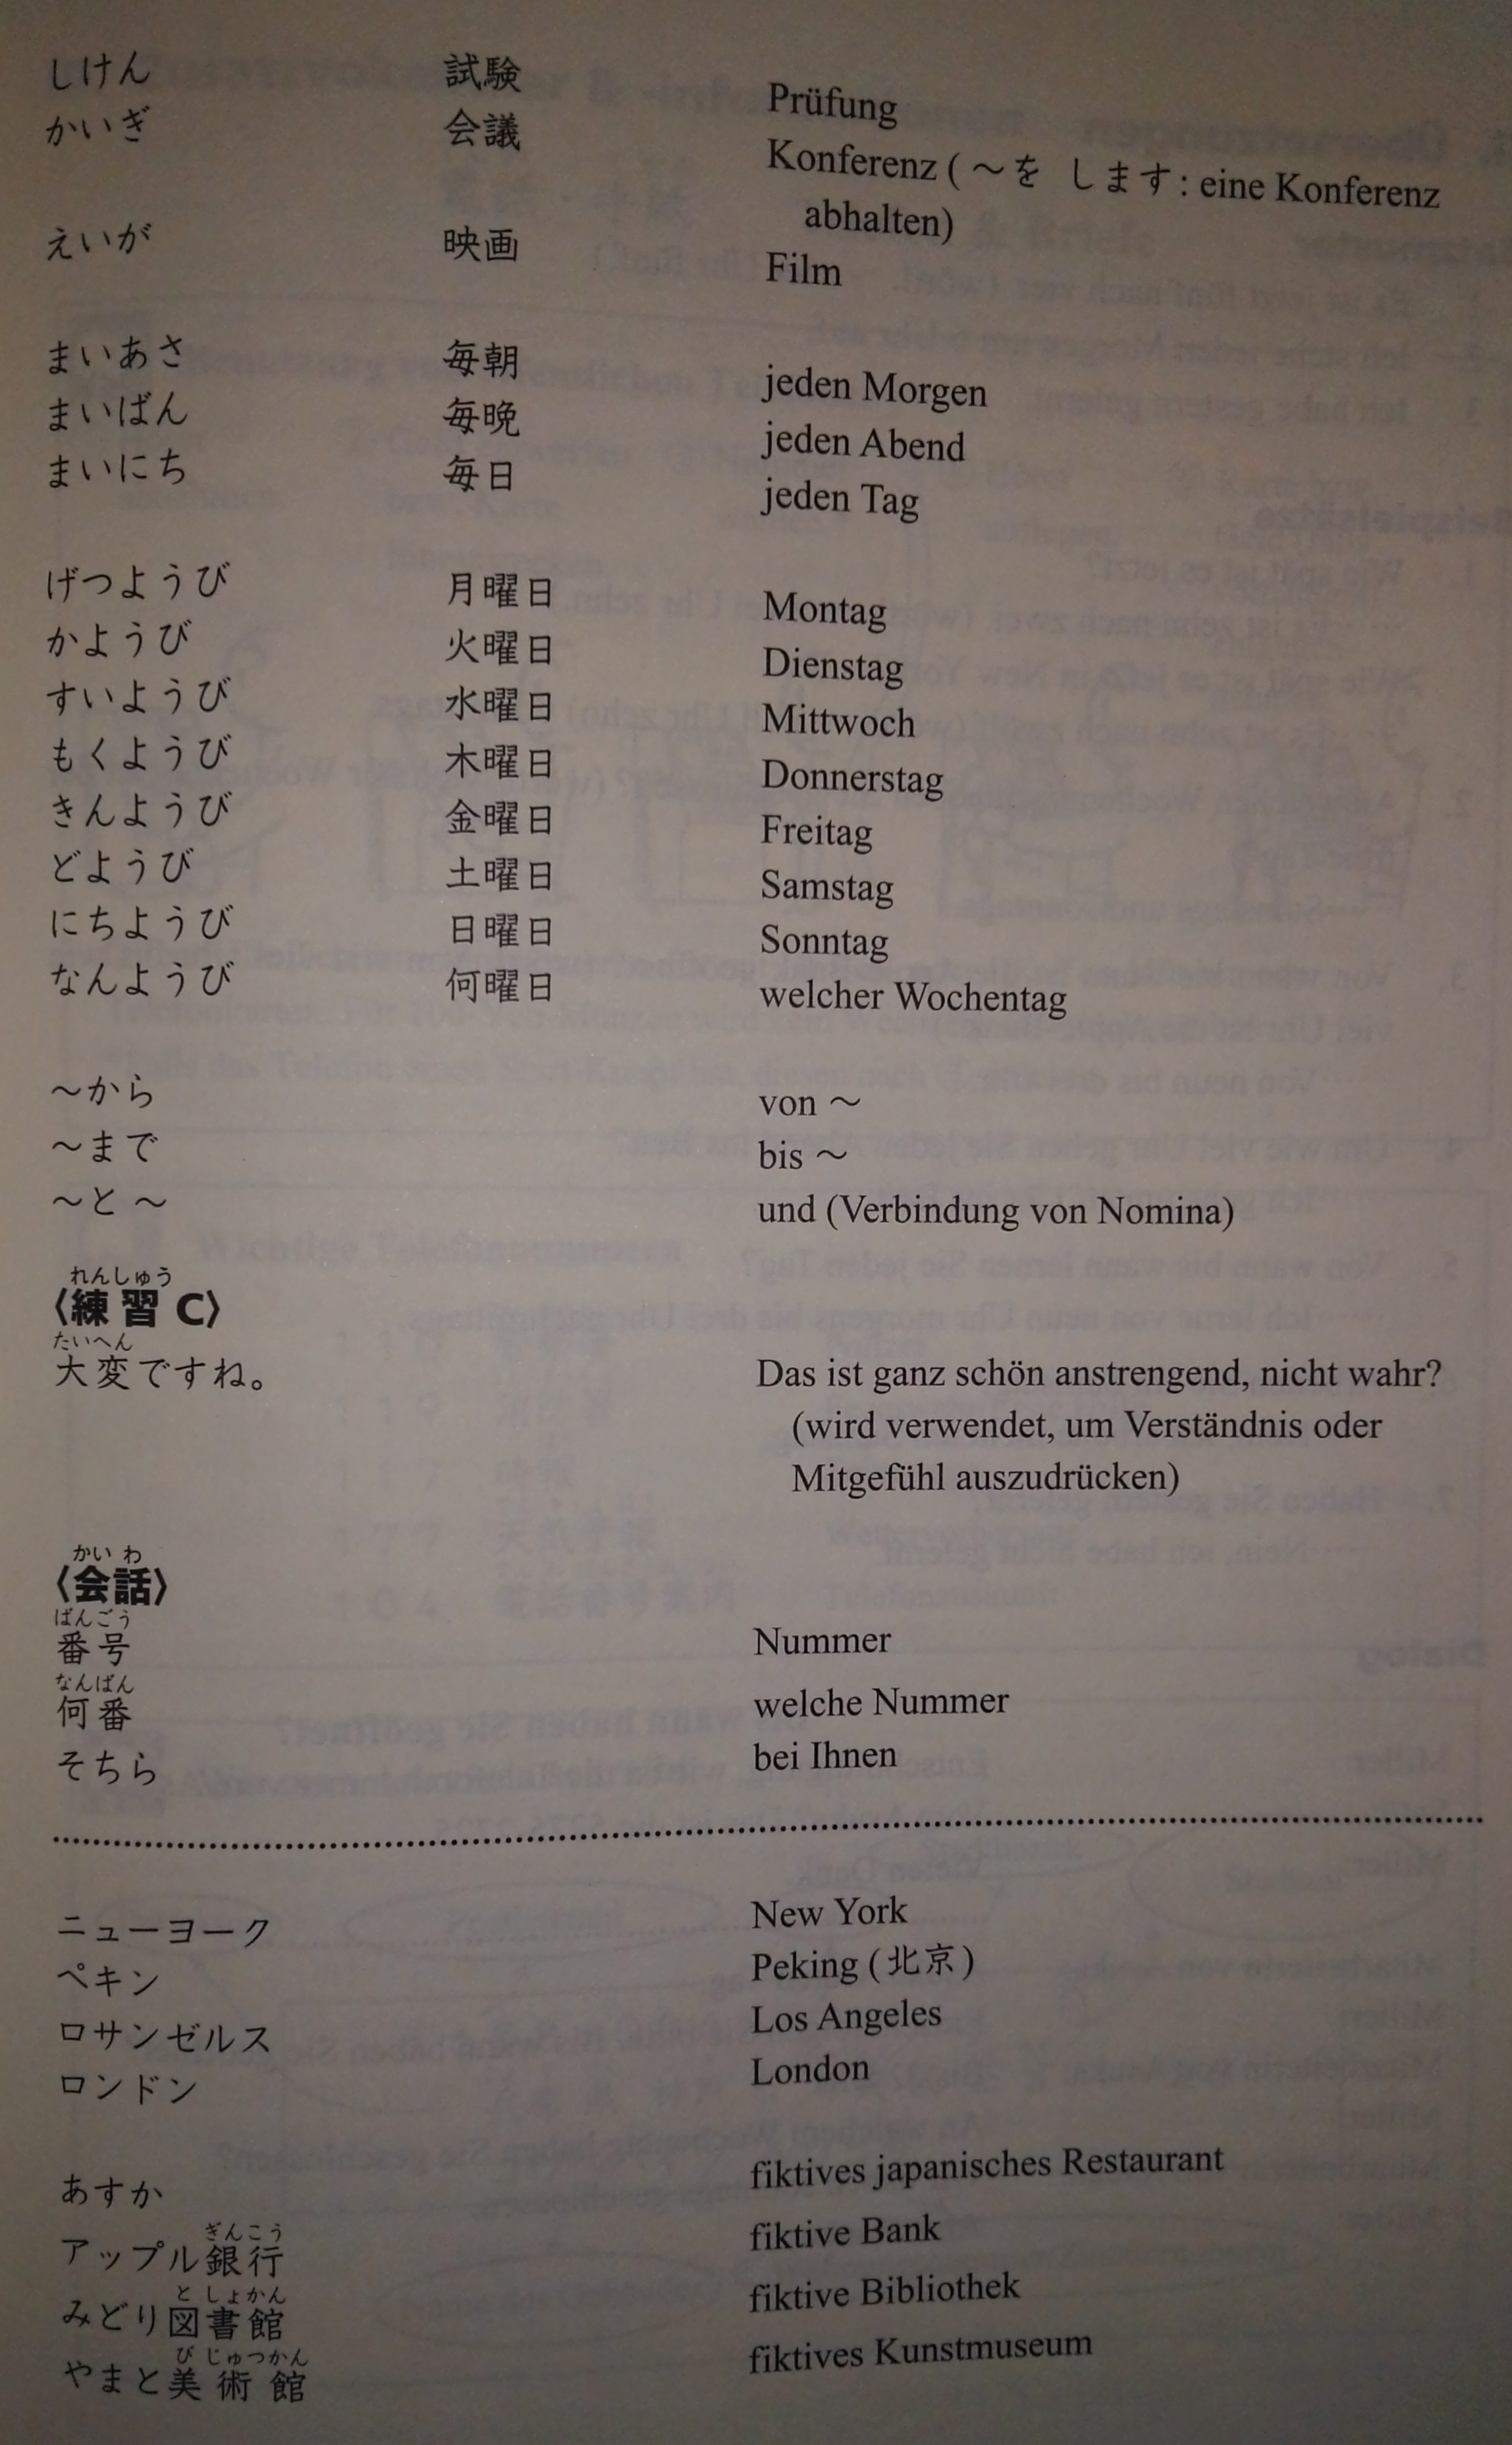 しけん 試験 Prüfung
かいぎ 会議 Konferenz ( ～を します : eine Konferenz
abhalten)
えいが 映画 Film
まいあさ 毎朝 jeden Morgen
まいばん 毎晩 jeden Abend
まいにち 毎日 jeden Tag
げつようび 月曜日 Montag
かようび 火曜日 Dienstag
すいようび 水曜日 Mittwoch
もくようび 木曜日 Donnerstag
きんようび 金曜日 Freitag
どようび 土曜日 Samstag
にちようび 日曜日 Sonntag
なんようび 何曜日 welcher Wochentag
～から von ～
～まで bis ～
～と～ und (Verbindung von Nomina)
れんしゅう
〈練習 C〉
たいへん
大変ですね。 Das ist ganz schön anstrengend, nicht wahr?
(wird verwendet, um Verständnis oder
Mitgefühl auszudrücken)
かい わ
〈会話〉
ばんごう
番号 Nummer
なんばん
何番 welche Nummer
そちら bei Ihnen
ニューヨーク New York
ペキン Peking (北京)
ロサンゼルス Los Angeles
ロンドン London
あすか fiktives japanisches Restaurant
ぎんこう
アップル銀行 fiktive Bank
と しょかん
みどり図書館 fiktive Bibliothek
び じゅつかん
やまと美術館 fiktives Kunstmuseum